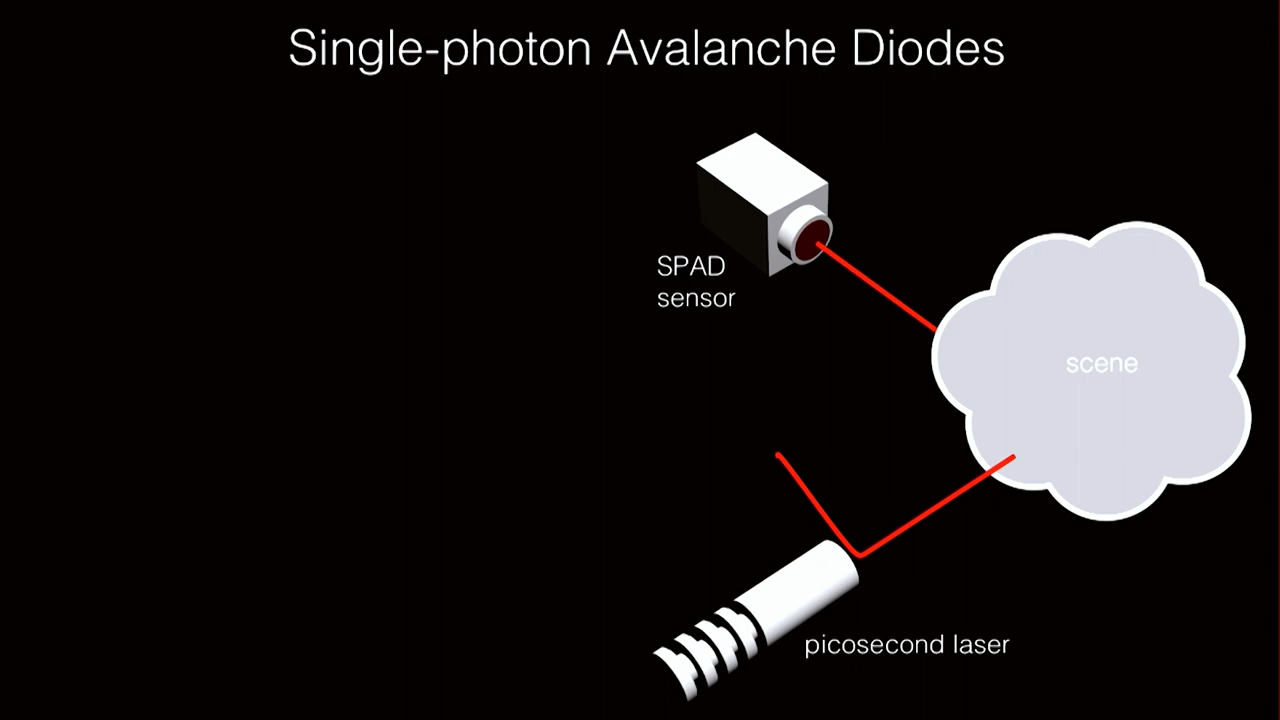 Single-photon Avalanche Diodes
SPAD
sensor
scene
picosecond laser